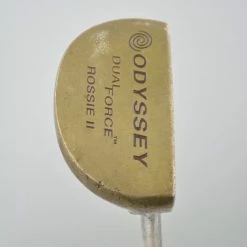 ODYSSEY
DUAL FORCE™
ROSSIE II